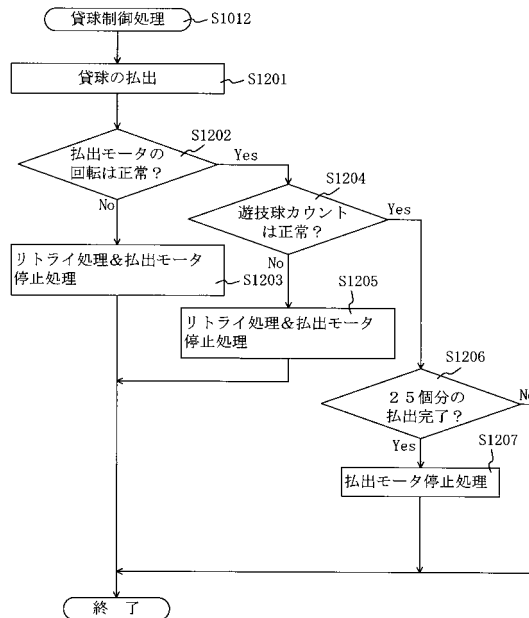 貸球制御処理
S1012
貸球の払出
S1201
S1202
払出モータの
回転は正常?
Yes
No
S1204
遊技球カウント
は正常?
Yes
No
リトライ処理&払出モータ
停止処理
S1203
S1205
リトライ処理&払出モータ
停止処理
S1206
25個分の
払出完了?
No
Yes
S1207
払出モータ停止処理
終 了